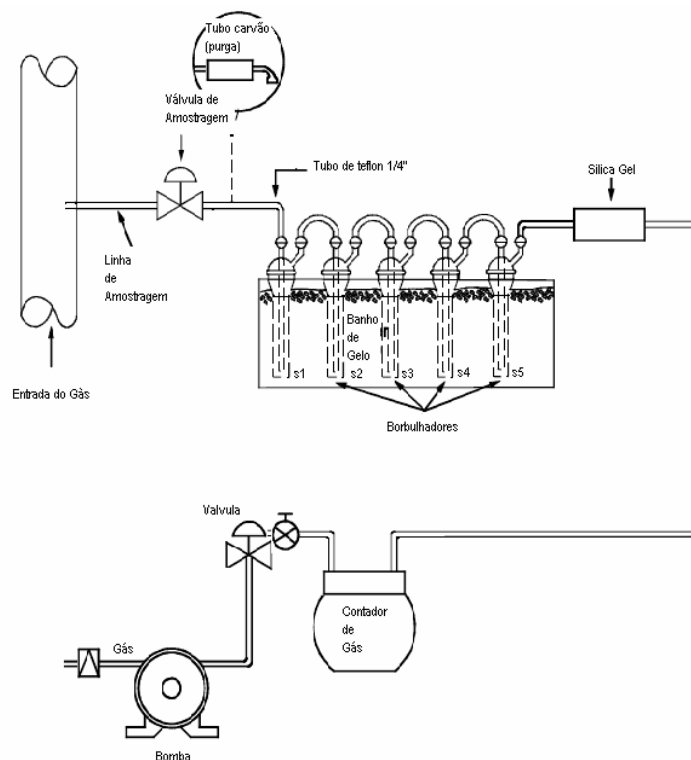 Tubo carvão
(purga)
Válvula de
Amostragem
Tubo de teflon 1/4"
Silica Gel
Linha
de
Amostragem
Banho
de
Gelo
s1
s2
s3
s4
s5
Entrada do Gàs
Borbulhadores
Valvula
Contador
de
Gás
Gás
Bomba